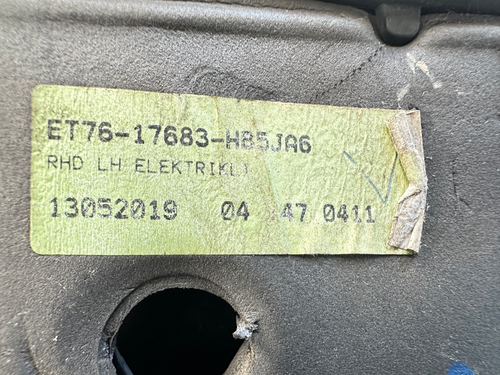 ET76-17683-HB5JA6
RHD LH ELEKTRIKLI
13052019 04 47 0411